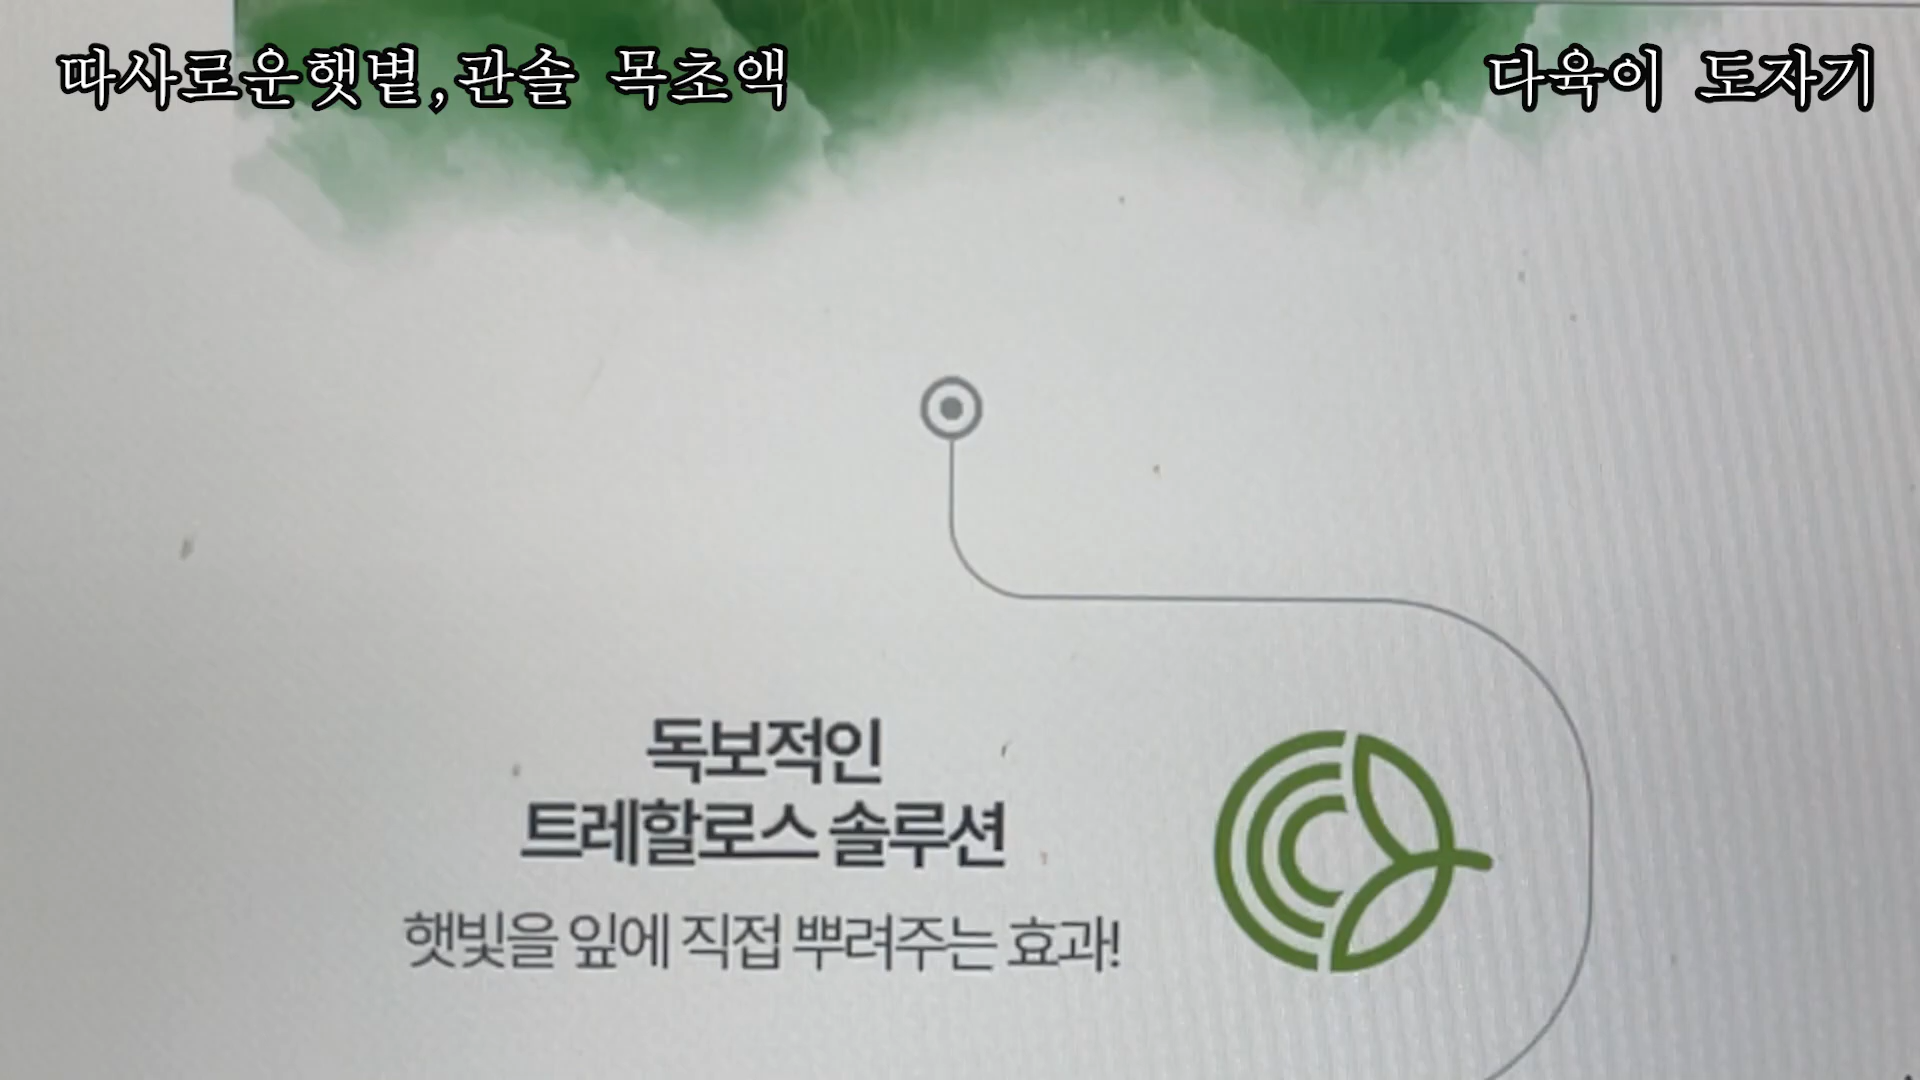 따사로운햇볕,관솔 목초액
다육이 도자기
독보적인
트레할로스 솔루션
햇빛을 잎에 직접 뿌려주는 효과!